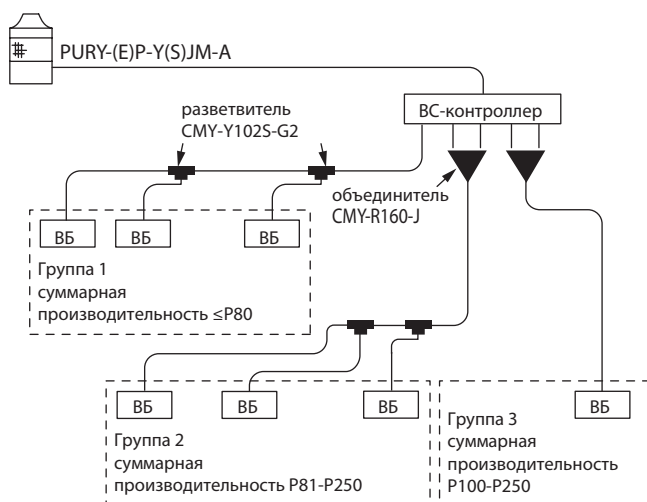 PURY-(E)P-Y(S)JM-A
BC-контроллер
разветвитель
CMY-Y102S-G2
объединитель
CMY-R160-J
ВБ
ВБ
ВБ
Группа 1
суммарная
производительность ≤P80
ВБ
ВБ
ВБ
Группа 2
суммарная
производительность P81-P250
ВБ
Группа 3
суммарная
производительность
P100-P250